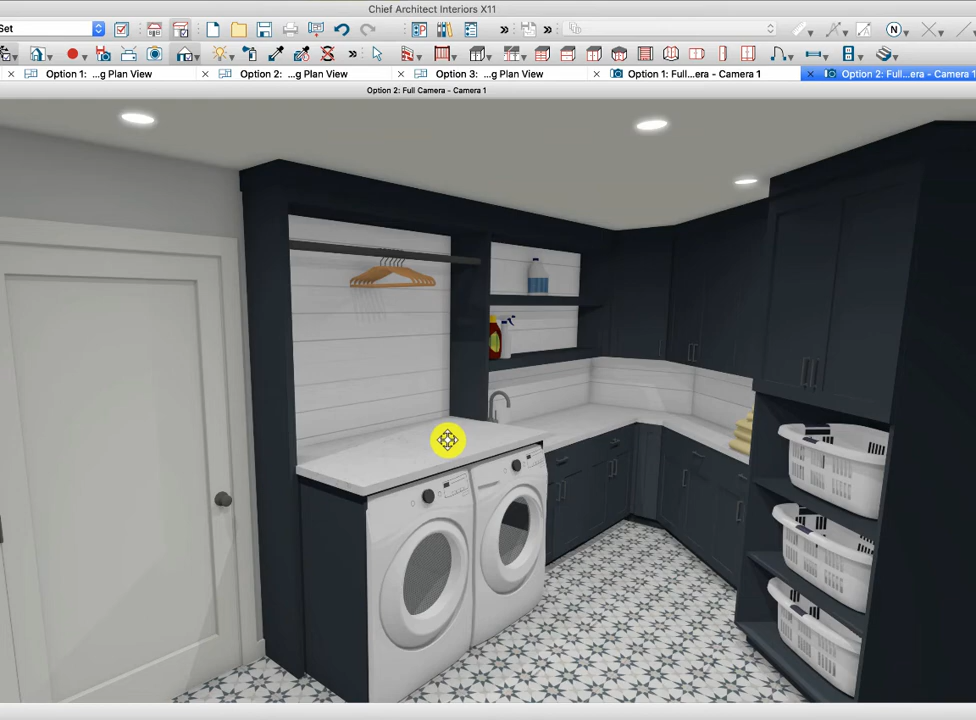 Chief Architect Interiors X11
Set
N
Option 1: ...g Plan View
Option 2: ...g Plan View
Option 3: ...g Plan View
Option 1: Full...era - Camera 1
Option 2: Full...era - Camera 1
Option 2: Full Camera - Camera 1